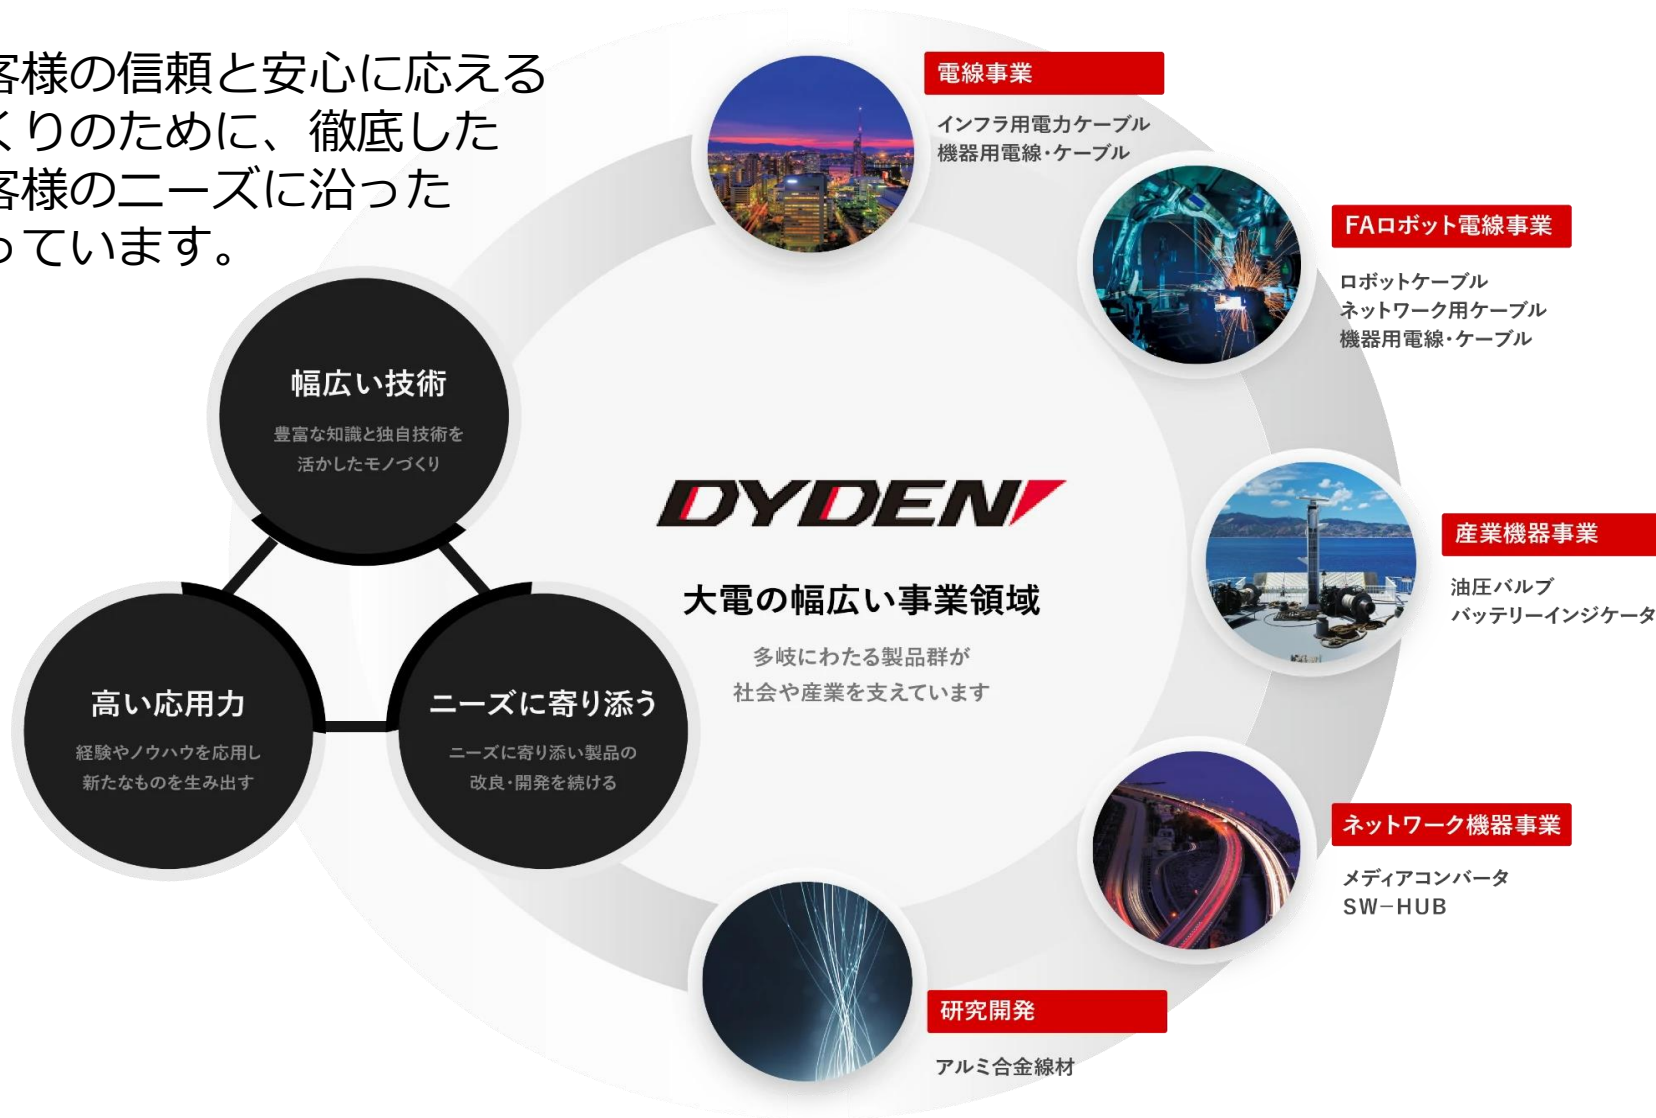 客様の信頼と安心に応える
くりのために、徹底した
客様のニーズに沿った
っています。
電線事業
インフラ用電力ケーブル
機器用電線・ケーブル
FAロボット電線事業
ロボットケーブル
ネットワーク用ケーブル
機器用電線・ケーブル
幅広い技術
豊富な知識と独自技術を
活かしたモノづくり
DYDEN
大電の幅広い事業領域
多岐にわたる製品群が
社会や産業を支えています
産業機器事業
油圧バルブ
バッテリーインジケータ
高い応用力
経験やノウハウを応用し
新たなものを生み出す
ニーズに寄り添う
ニーズに寄り添い製品の
改良・開発を続ける
ネットワーク機器事業
メディアコンバータ
SW−HUB
研究開発
アルミ合金線材